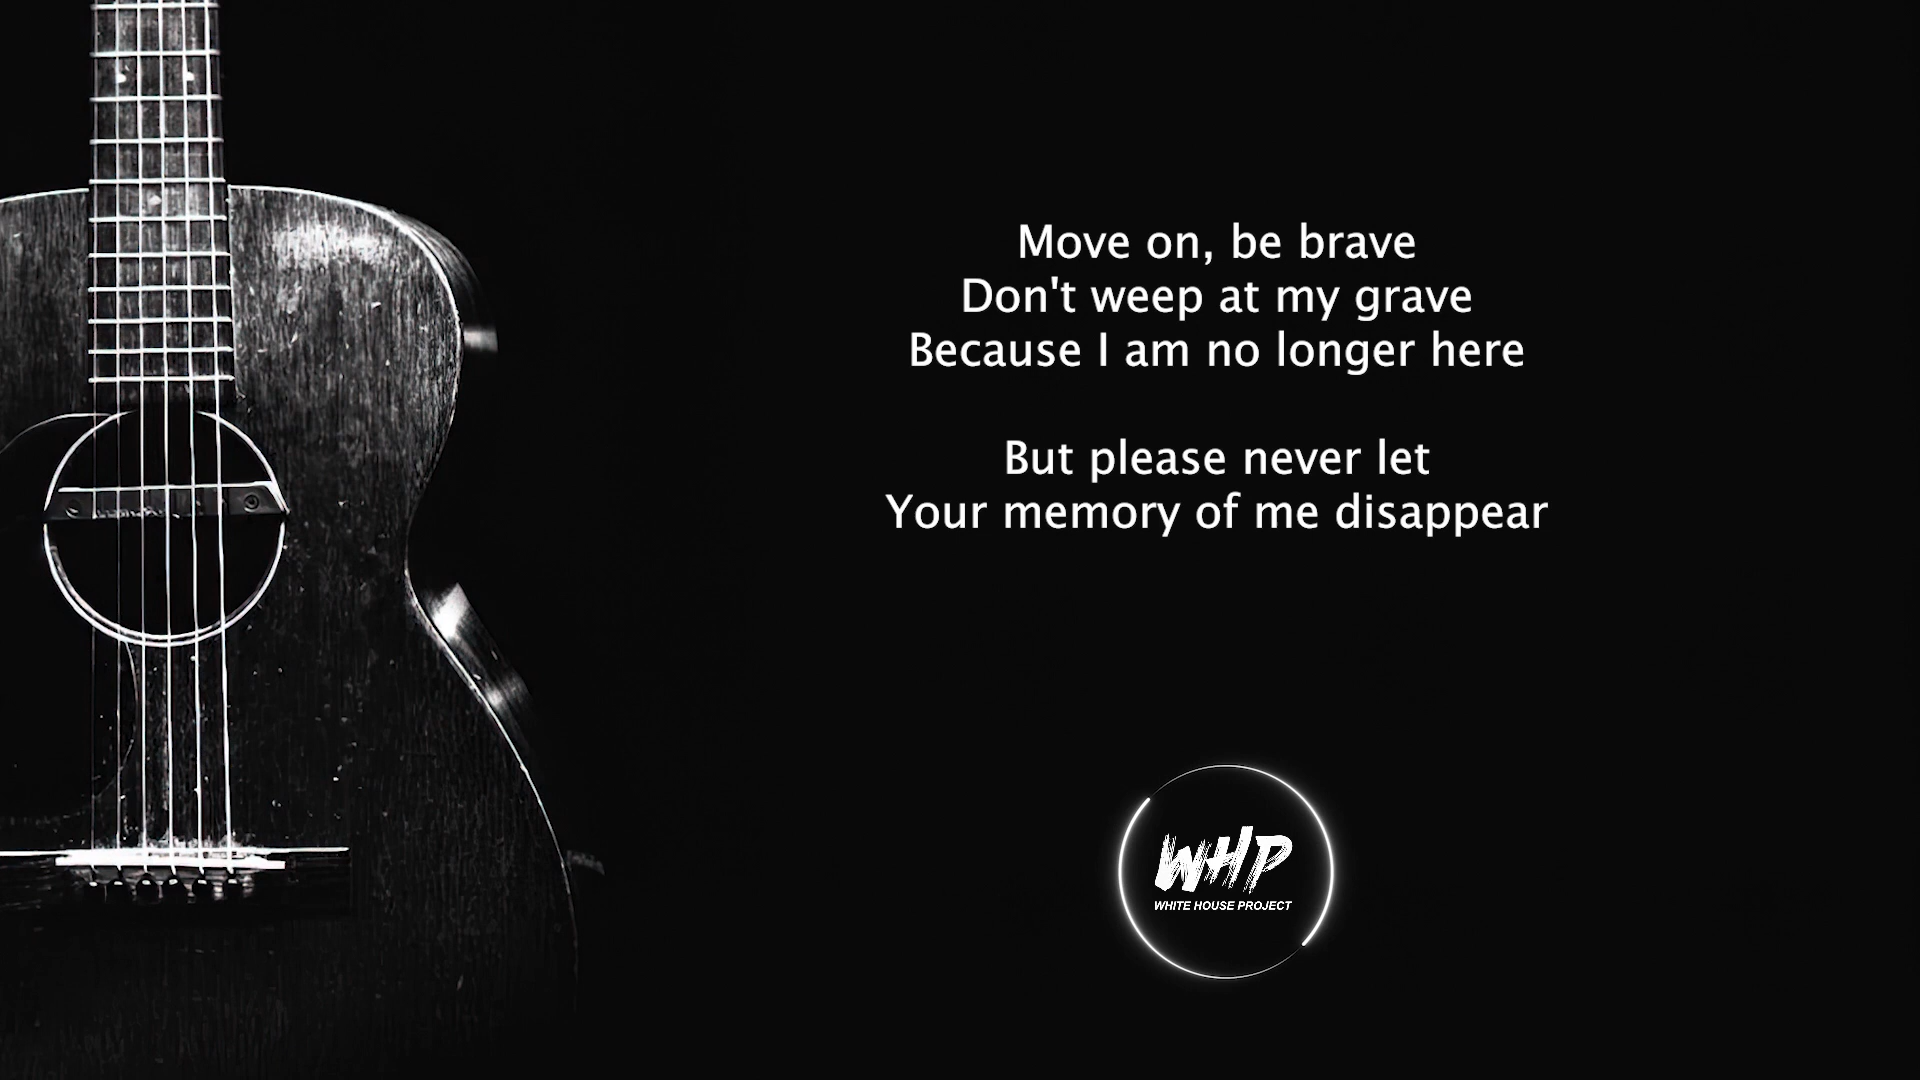 Move on, be brave
Don't weep at my grave
Because I am no longer here
But please never let
Your memory of me disappear
WHP
WHITE HOUSE PROJECT